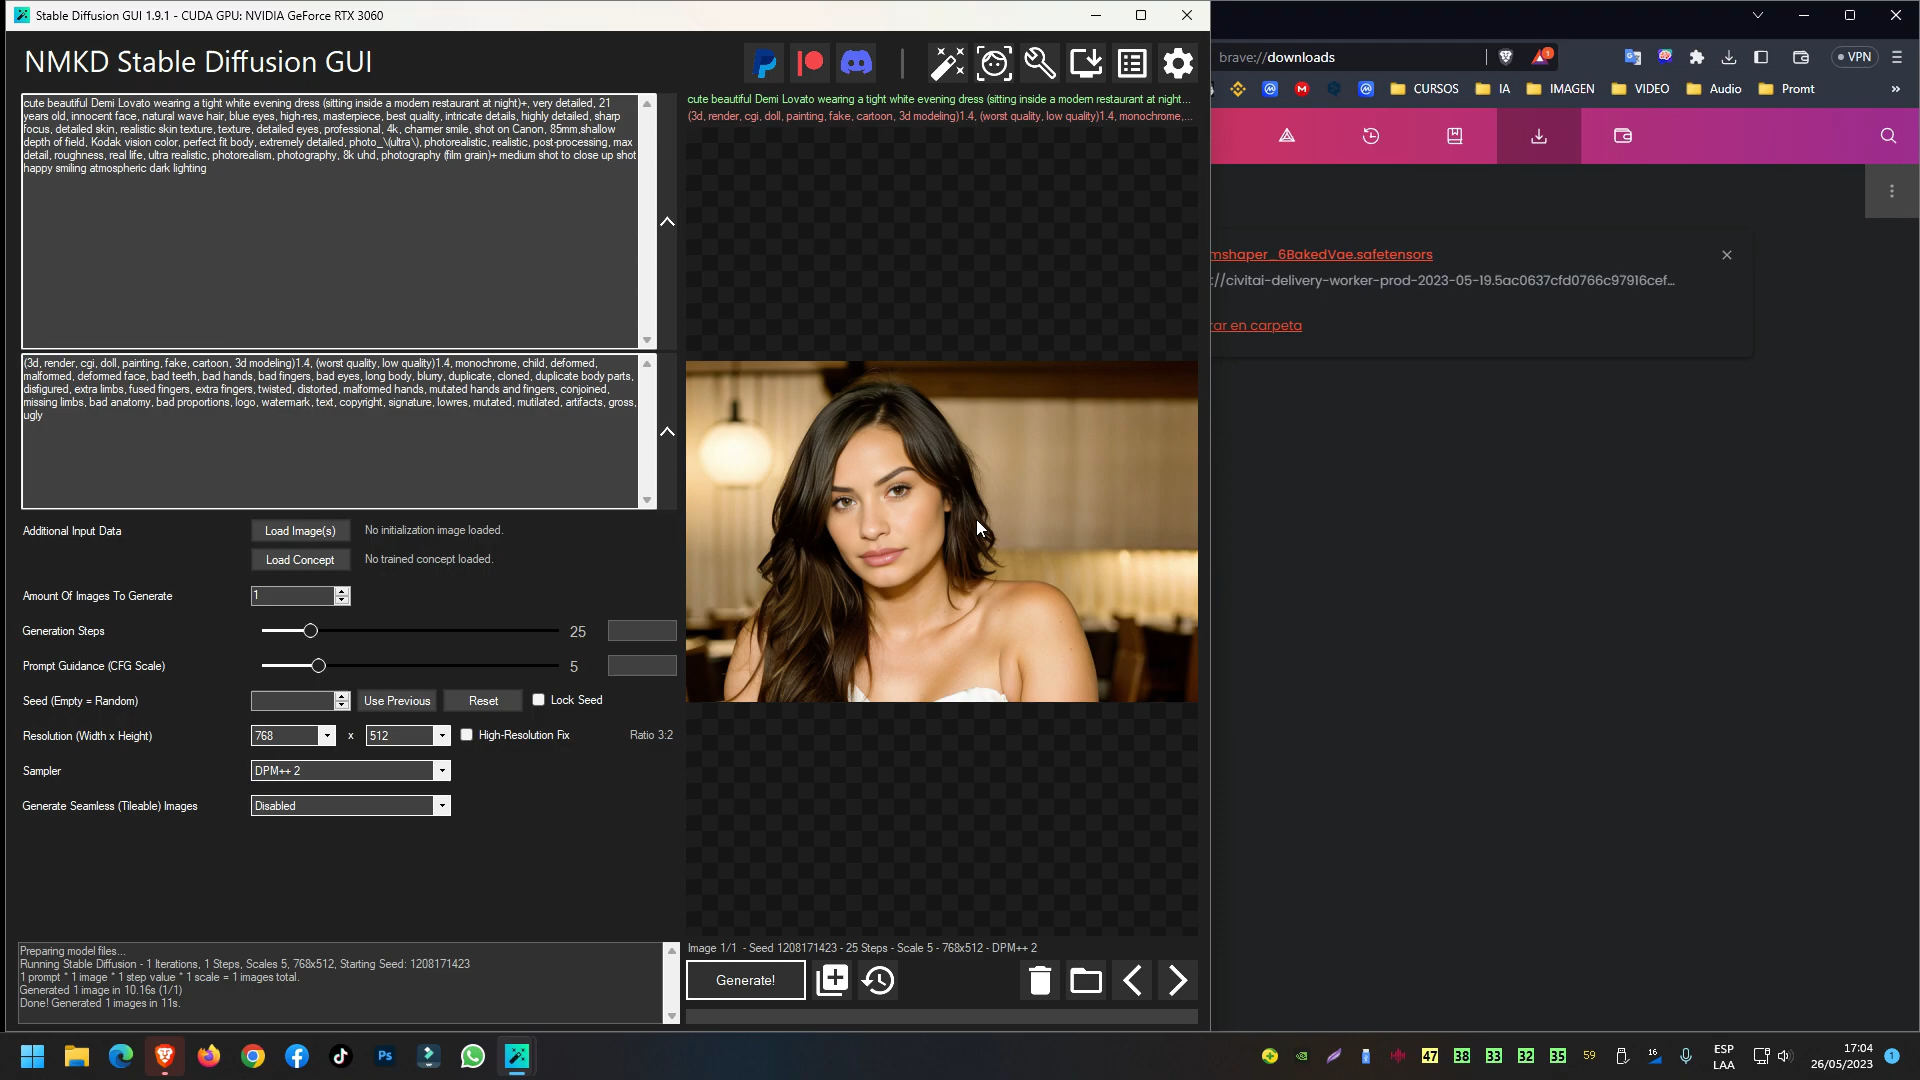 Stable Diffusion GUI 1.9.1 - CUDA GPU: NVIDIA GeForce RTX 3060
NMKD Stable Diffusion GUI
cute beautiful Demi Lovato wearing a tight white evening dress (sitting inside a modern restaurant at night)+, very detailed, 21
years old, innocent face, natural wave hair, blue eyes, high-res, masterpiece, best quality, intricate details, highly detailed, sharp
focus, detailed skin, realistic skin texture, texture, detailed eyes, professional, 4k, charmer smile, shot on Canon, 85mm,shallow
depth of field, Kodak vision color, perfect fit body, extremely detailed, photo_\(ultra\), photorealistic, realistic, post-processing, max
detail, roughness, real life, ultra realistic, photorealism, photography, 8k uhd, photography (film grain)+ medium shot to close up shot
happy smiling atmospheric dark lighting
(3d, render, cgi, doll, painting, fake, cartoon, 3d modeling)1.4, (worst quality, low quality)1.4, monochrome, child, deformed,
malformed, deformed face, bad teeth, bad hands, bad fingers, bad eyes, long body, blurry, duplicate, cloned, duplicate body parts,
disfigured, extra limbs, fused fingers, extra fingers, twisted, distorted, malformed hands, mutated hands and fingers, conjoined,
missing limbs, bad anatomy, bad proportions, logo, watermark, text, copyright, signature, lowres, mutated, mutilated, artifacts, gross,
ugly
Additional Input Data
Load Image(s)
No initialization image loaded.
Load Concept
No trained concept loaded.
Amount Of Images To Generate
1
Generation Steps
25
Prompt Guidance (CFG Scale)
5
Seed (Empty = Random)
Use Previous
Reset
Lock Seed
Resolution (Width x Height)
768
x
512
High-Resolution Fix
Ratio 3:2
Sampler
DPM++ 2
Generate Seamless (Tileable) Images
Disabled
Preparing model files...
Running Stable Diffusion - 1 Iterations, 1 Steps, Scales 5, 768x512, Starting Seed: 1208171423
1 prompt * 1 image * 1 step value * 1 scale = 1 images total.
Generated 1 image in 10.16s (1/1)
Done! Generated 1 images in 11s.
cute beautiful Demi Lovato wearing a tight white evening dress (sitting inside a modern restaurant at night...
(3d, render, cgi, doll, painting, fake, cartoon, 3d modeling)1.4, (worst quality, low quality)1.4, monochrome,...
Image 1/1 - Seed 1208171423 - 25 Steps - Scale 5 - 768x512 - DPM++ 2
Generate!
brave://downloads
1
VPN
CURSOS
IA
IMAGEN
VIDEO
Audio
Promt
»
mshaper_6BakedVae.safetensors
://civitai-delivery-worker-prod-2023-05-19.5ac0637cfd0766c97916cef...
rar en carpeta
Ps
47
38
33
32
35
59
16
ESP
LAA
17:04
26/05/2023
1